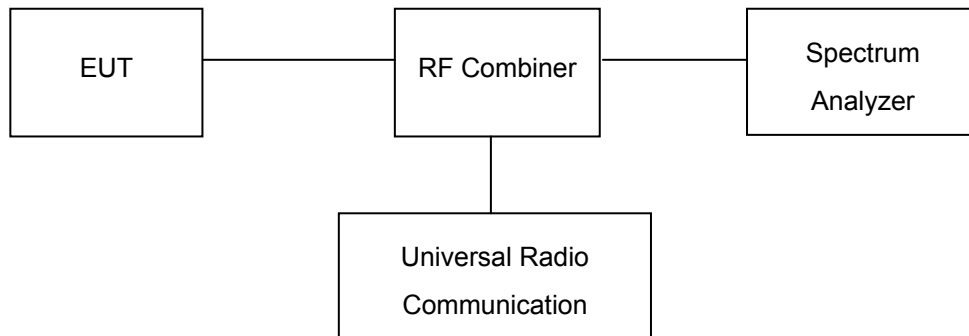 EUT
RF Combiner
Spectrum
Analyzer
Universal Radio
Communication